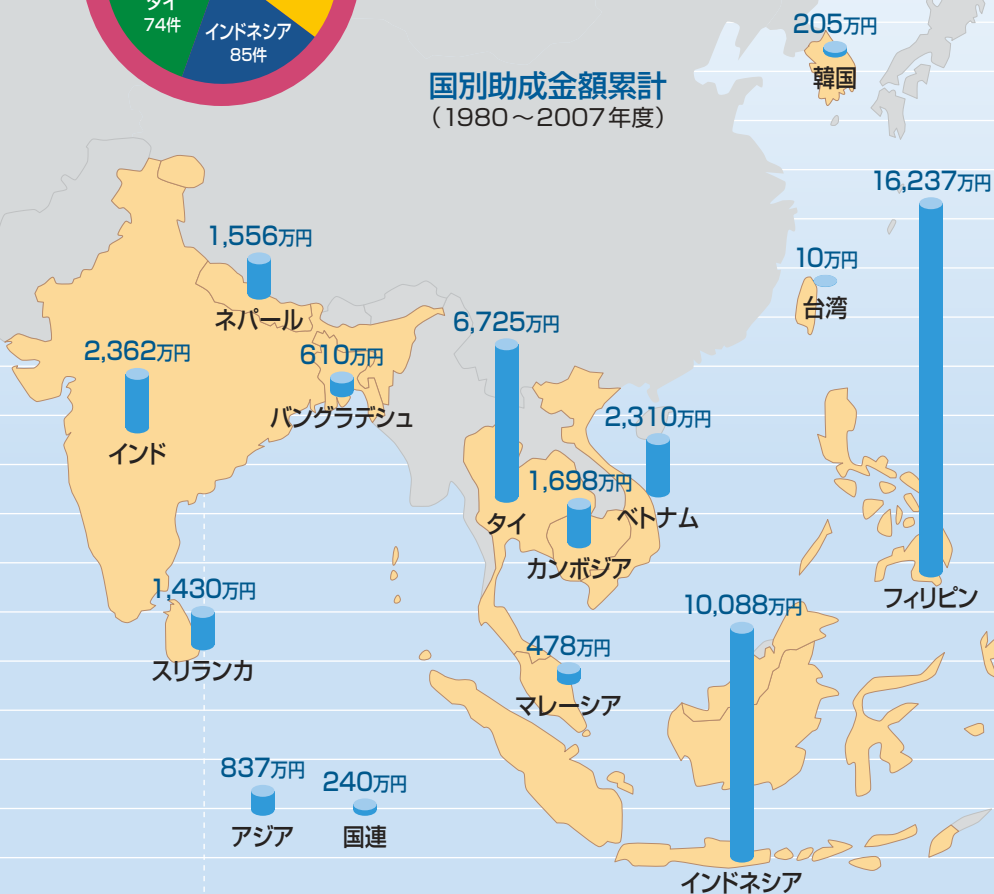 タイ
74件
インドネシア
85件
国別助成金額累計
（1980～2007年度）
205万円
韓国
16,237万円
フィリピン
10万円
台湾
1,556万円
ネパール
2,362万円
インド
610万円
バングラデシュ
6,725万円
タイ
2,310万円
ベトナム
1,698万円
カンボジア
1,430万円
スリランカ
478万円
マレーシア
10,088万円
インドネシア
837万円
アジア
240万円
国連